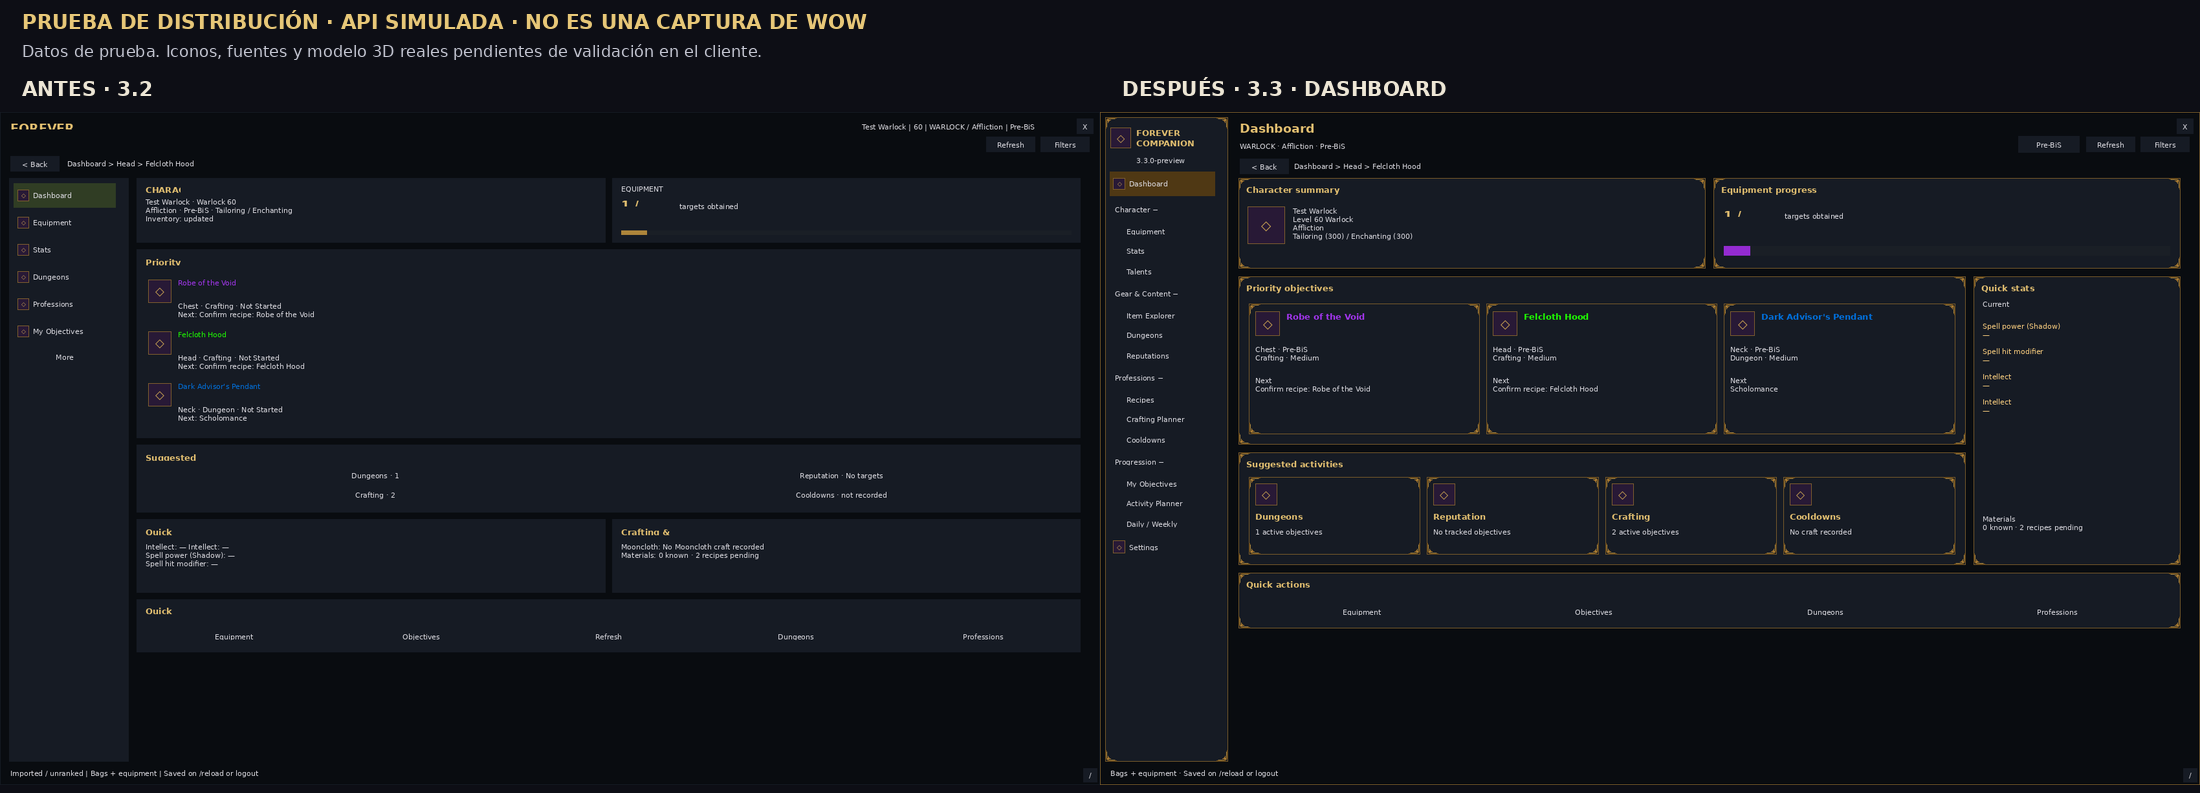 PRUEBA DE DISTRIBUCIÓN · API SIMULADA · NO ES UNA CAPTURA DE WOW
Datos de prueba. Iconos, fuentes y modelo 3D reales pendientes de validación en el cliente.
ANTES · 3.2
FOREVER
Test Warlock | 60 | WARLOCK / Affliction | Pre-BiS
X
Refresh
Filters
< Back
Dashboard > Head > Felcloth Hood
Dashboard
Equipment
Stats
Dungeons
Professions
My Objectives
More
CHARA
Test Warlock · Warlock 60
Affliction · Pre-BiS · Tailoring / Enchanting
Inventory: updated
EQUIPMENT
1 /
targets obtained
Priority
Robe of the Void
Chest · Crafting · Not Started
Next: Confirm recipe: Robe of the Void
Felcloth Hood
Head · Crafting · Not Started
Next: Confirm recipe: Felcloth Hood
Dark Advisor's Pendant
Neck · Dungeon · Not Started
Next: Scholomance
Suggested
Dungeons · 1
Reputation · No targets
Crafting · 2
Cooldowns · not recorded
Quick
Intellect: — Intellect: —
Spell power (Shadow): —
Spell hit modifier: —
Crafting &
Mooncloth: No Mooncloth craft recorded
Materials: 0 known · 2 recipes pending
Quick
Equipment
Objectives
Refresh
Dungeons
Professions
Imported / unranked | Bags + equipment | Saved on /reload or logout
/
DESPUÉS · 3.3 · DASHBOARD
FOREVER
COMPANION
3.3.0-preview
Dashboard
Character −
Equipment
Stats
Talents
Gear & Content −
Item Explorer
Dungeons
Reputations
Professions −
Recipes
Crafting Planner
Cooldowns
Progression −
My Objectives
Activity Planner
Daily / Weekly
Settings
Dashboard
X
WARLOCK · Affliction · Pre-BiS
Pre-BiS
Refresh
Filters
< Back
Dashboard > Head > Felcloth Hood
Character summary
Test Warlock
Level 60 Warlock
Affliction
Tailoring (300) / Enchanting (300)
Equipment progress
1 /
targets obtained
Priority objectives
Robe of the Void
Chest · Pre-BiS
Crafting · Medium
Next
Confirm recipe: Robe of the Void
Felcloth Hood
Head · Pre-BiS
Crafting · Medium
Next
Confirm recipe: Felcloth Hood
Dark Advisor's Pendant
Neck · Pre-BiS
Dungeon · Medium
Next
Scholomance
Quick stats
Current
Spell power (Shadow)
—
Spell hit modifier
—
Intellect
—
Intellect
—
Materials
0 known · 2 recipes pending
Suggested activities
Dungeons
1 active objectives
Reputation
No tracked objectives
Crafting
2 active objectives
Cooldowns
No craft recorded
Quick actions
Equipment
Objectives
Dungeons
Professions
Bags + equipment · Saved on /reload or logout
/